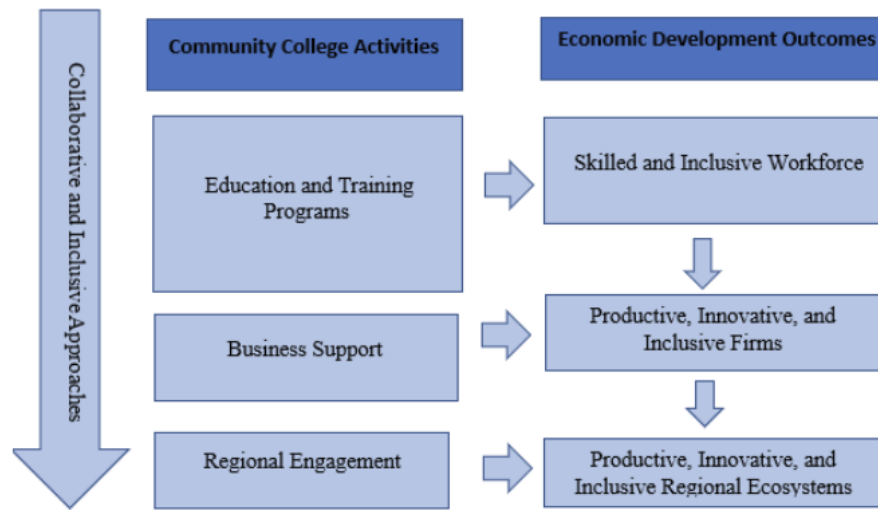 Collaborative and Inclusive Approaches
Community College Activities
Economic Development Outcomes
Education and Training
Programs
Skilled and Inclusive Workforce
Business Support
Productive, Innovative, and
Inclusive Firms
Regional Engagement
Productive, Innovative, and
Inclusive Regional Ecosystems